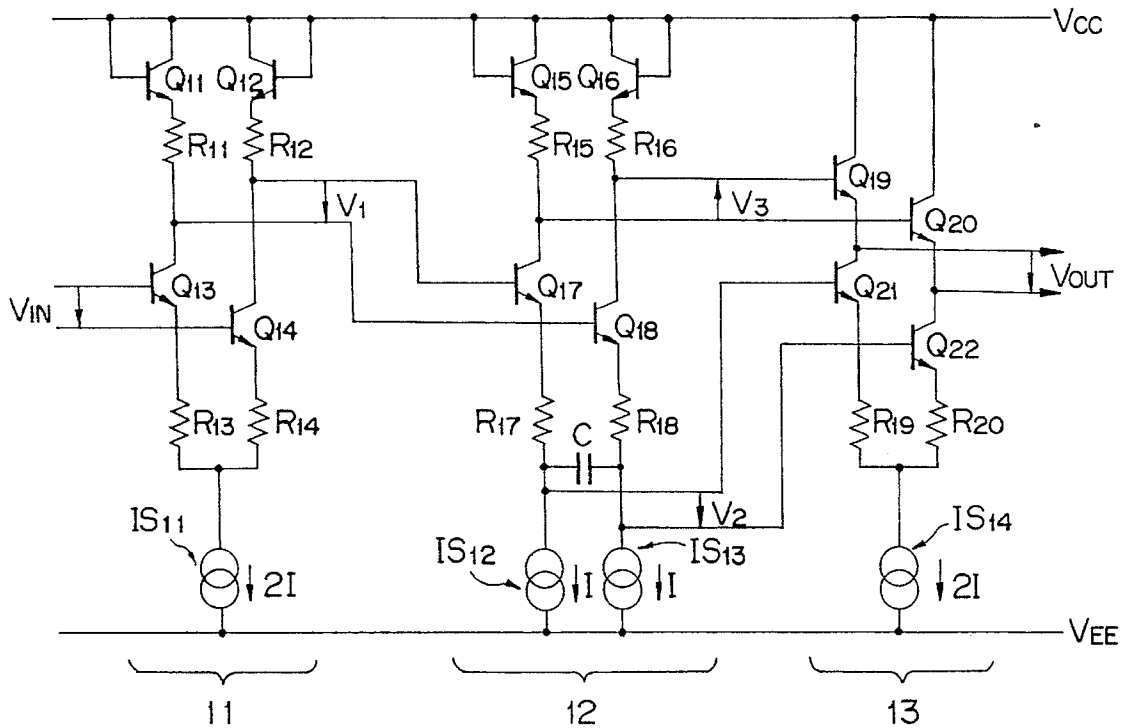 VCC
Q11 Q12 Q15 Q16
R11 R12 R15 R16
Q19
V1 V3 Q20
Q13 Q17 Q21 VOUT
VIN Q14 Q18 Q22
R13 R14 R17 R18 R19 R20
C
V2
IS11 IS12 IS13 IS14
2I I I 2I
VEE
11 12 13